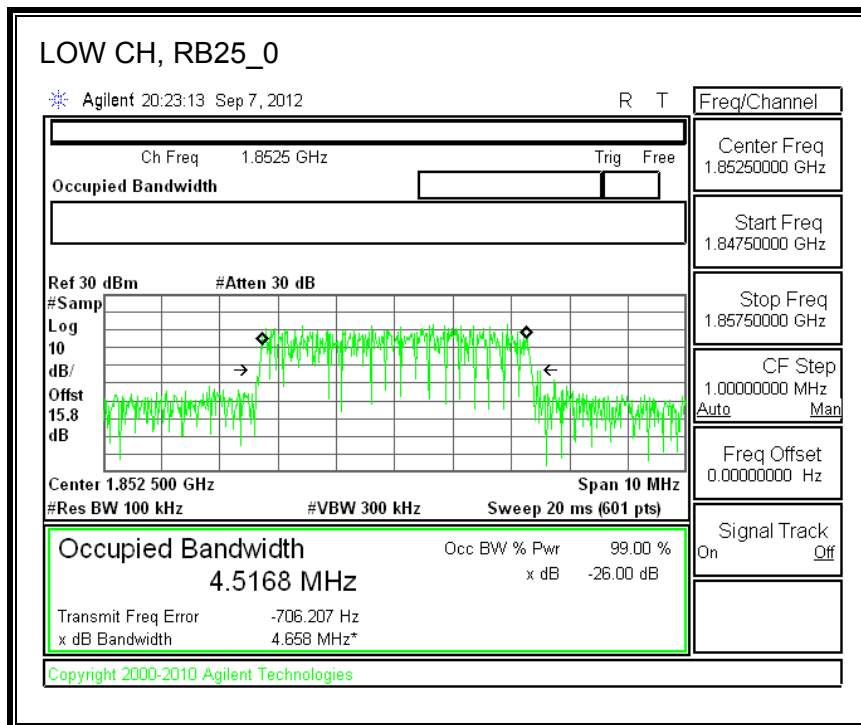 LOW CH, RB25_0
Agilent 20:23:13 Sep 7, 2012 R T
Freq/Channel
Ch Freq 1.8525 GHz Trig Free
Occupied Bandwidth
Center Freq
1.85250000 GHz
Start Freq
1.84750000 GHz
Stop Freq
1.85750000 GHz
CF Step
1.00000000 MHz
Auto Man
Freq Offset
0.00000000 Hz
Signal Track
On Off
Ref 30 dBm #Atten 30 dB
#Samp
Log
10
dB/
Offst
15.8
dB
Center 1.852 500 GHz Span 10 MHz
#Res BW 100 kHz #VBW 300 kHz Sweep 20 ms (601 pts)
Occupied Bandwidth Occ BW % Pwr 99.00 %
4.5168 MHz x dB -26.00 dB
Transmit Freq Error -706.207 Hz
x dB Bandwidth 4.658 MHz*
Copyright 2000-2010 Agilent Technologies